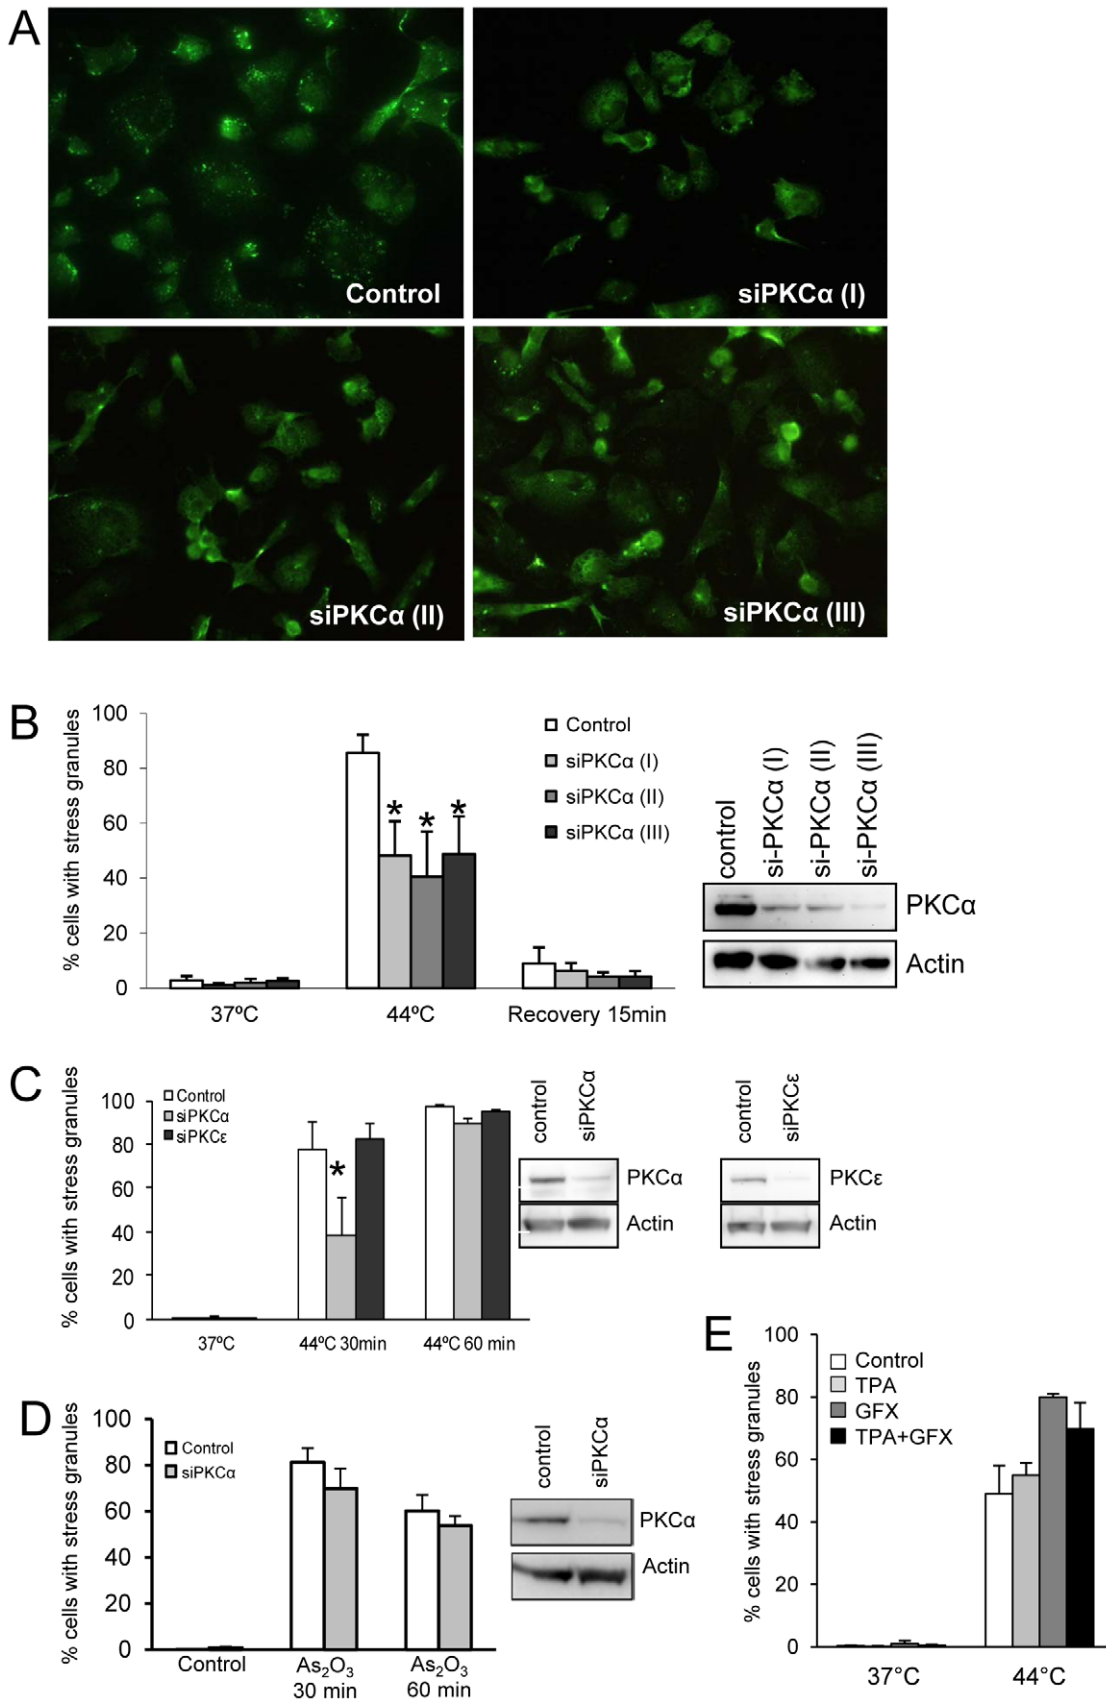 A
Control
siPKCα (I)
siPKCα (II)
siPKCα (III)
B
% cells with stress granules
100
80
60
40
20
0
* * *
37ºC
44ºC
Recovery 15min
Control
siPKCα (I)
siPKCα (II)
siPKCα (III)
control
si-PKCα (I)
si-PKCα (II)
si-PKCα (III)
PKCα
Actin
C
% cells with stress granules
100
80
60
40
20
0
Control
siPKCα
siPKCε
*
37ºC
44ºC 30min
44ºC 60 min
control
siPKCα
PKCα
Actin
control
siPKCε
PKCε
Actin
D
% cells with stress granules
100
80
60
40
20
0
Control
siPKCα
Control
As₂O₃
30 min
As₂O₃
60 min
control
siPKCα
PKCα
Actin
E
% cells with stress granules
100
80
60
40
20
0
Control
TPA
GFX
TPA+GFX
37°C
44°C